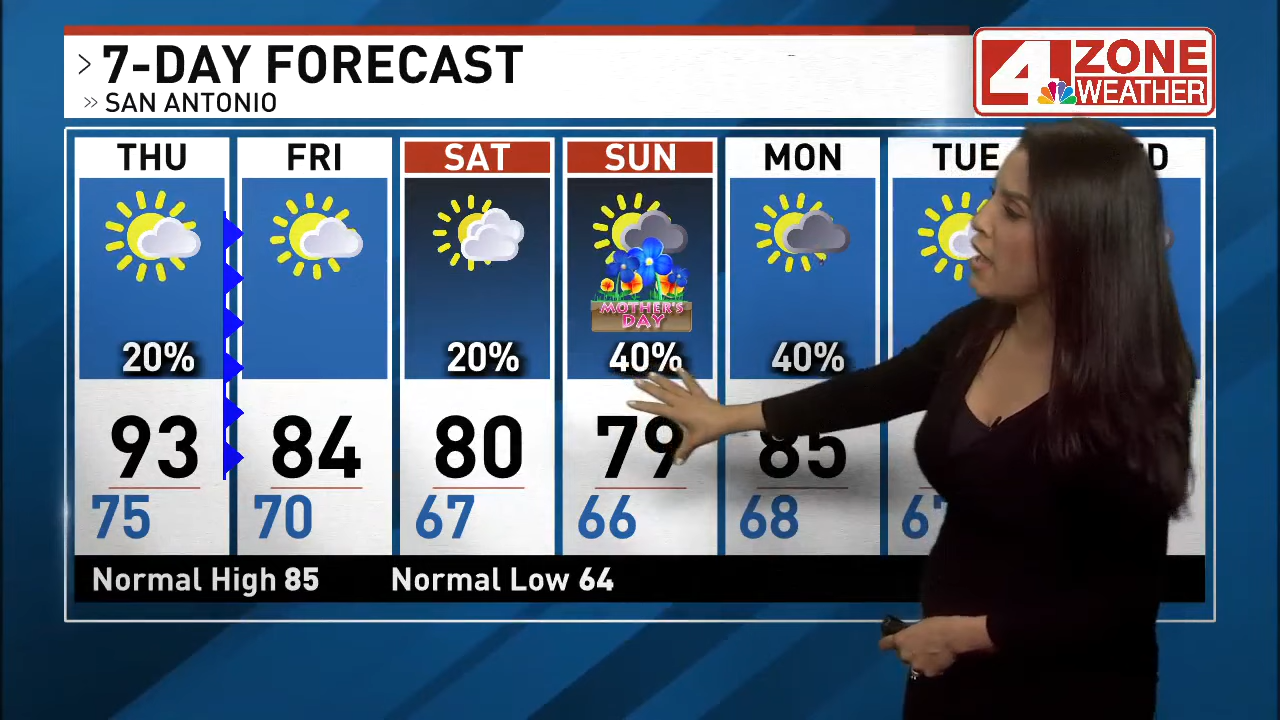 7-DAY FORECAST
SAN ANTONIO
4 ZONE
WEATHER
THU FRI SAT SUN MON TUE
MOTHER'S
DAY
20% 20% 40% 40%
93 84 80 79 85
75 70 67 66 68
Normal High 85 Normal Low 64